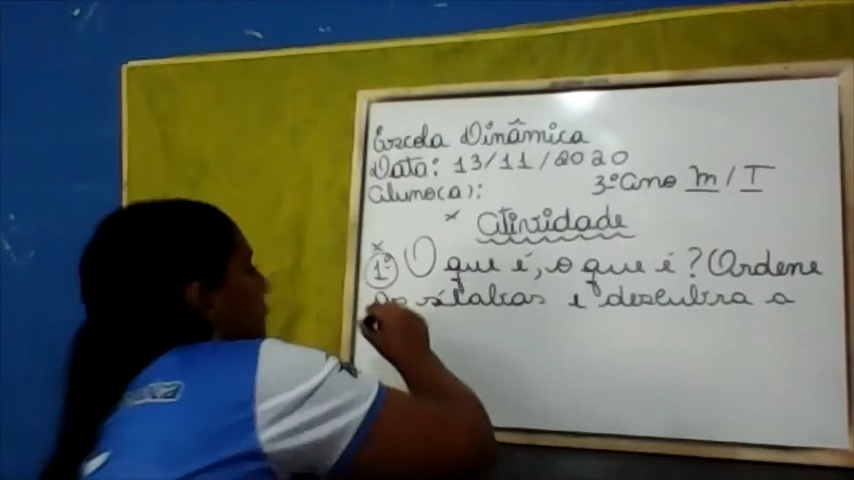 Escola Dinâmica
Data: 13/11/2020
Aluno(a): 3º ano M/T
x Atividade
x
1º O que é, o que é? Ordene
as sílabas e descubra a